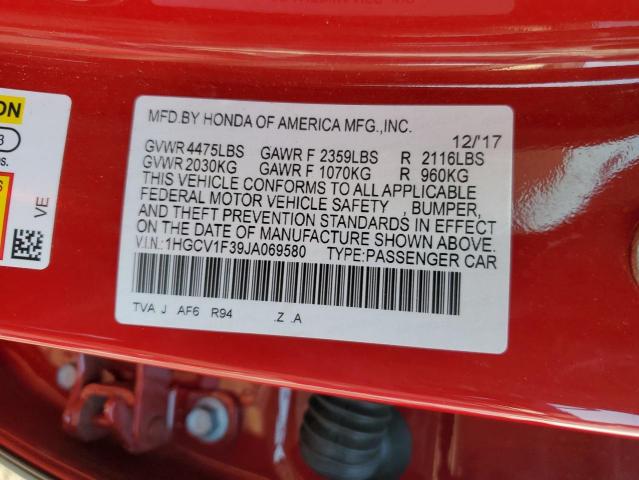 MFD.BY HONDA OF AMERICA MFG.,INC.
12/'17
GVWR 4475LBS GAWR F 2359LBS R 2116LBS
GVWR 2030KG GAWR F 1070KG R 960KG
THIS VEHICLE CONFORMS TO ALL APPLICABLE
FEDERAL MOTOR VEHICLE SAFETY , BUMPER,
AND THEFT PREVENTION STANDARDS IN EFFECT
ON THE DATE OF MANUFACTURE SHOWN ABOVE.
V.I.N.:1HGCV1F39JA069580 TYPE:PASSENGER CAR
TVA J AF6 R94 .Z .A
ON
3
s.
VE